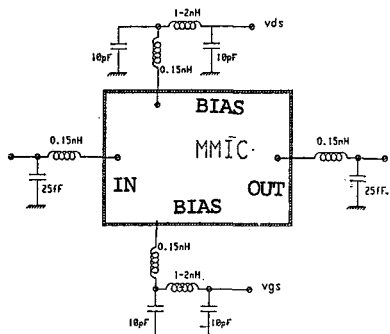 1-2nH
vds
10pF
10pF
0.15nH
BIAS
0.15nH
MMIC
0.15nH
IN
OUT
25fF
25fF
BIAS
0.15nH
1-2nH
vgs
10pF
10pF